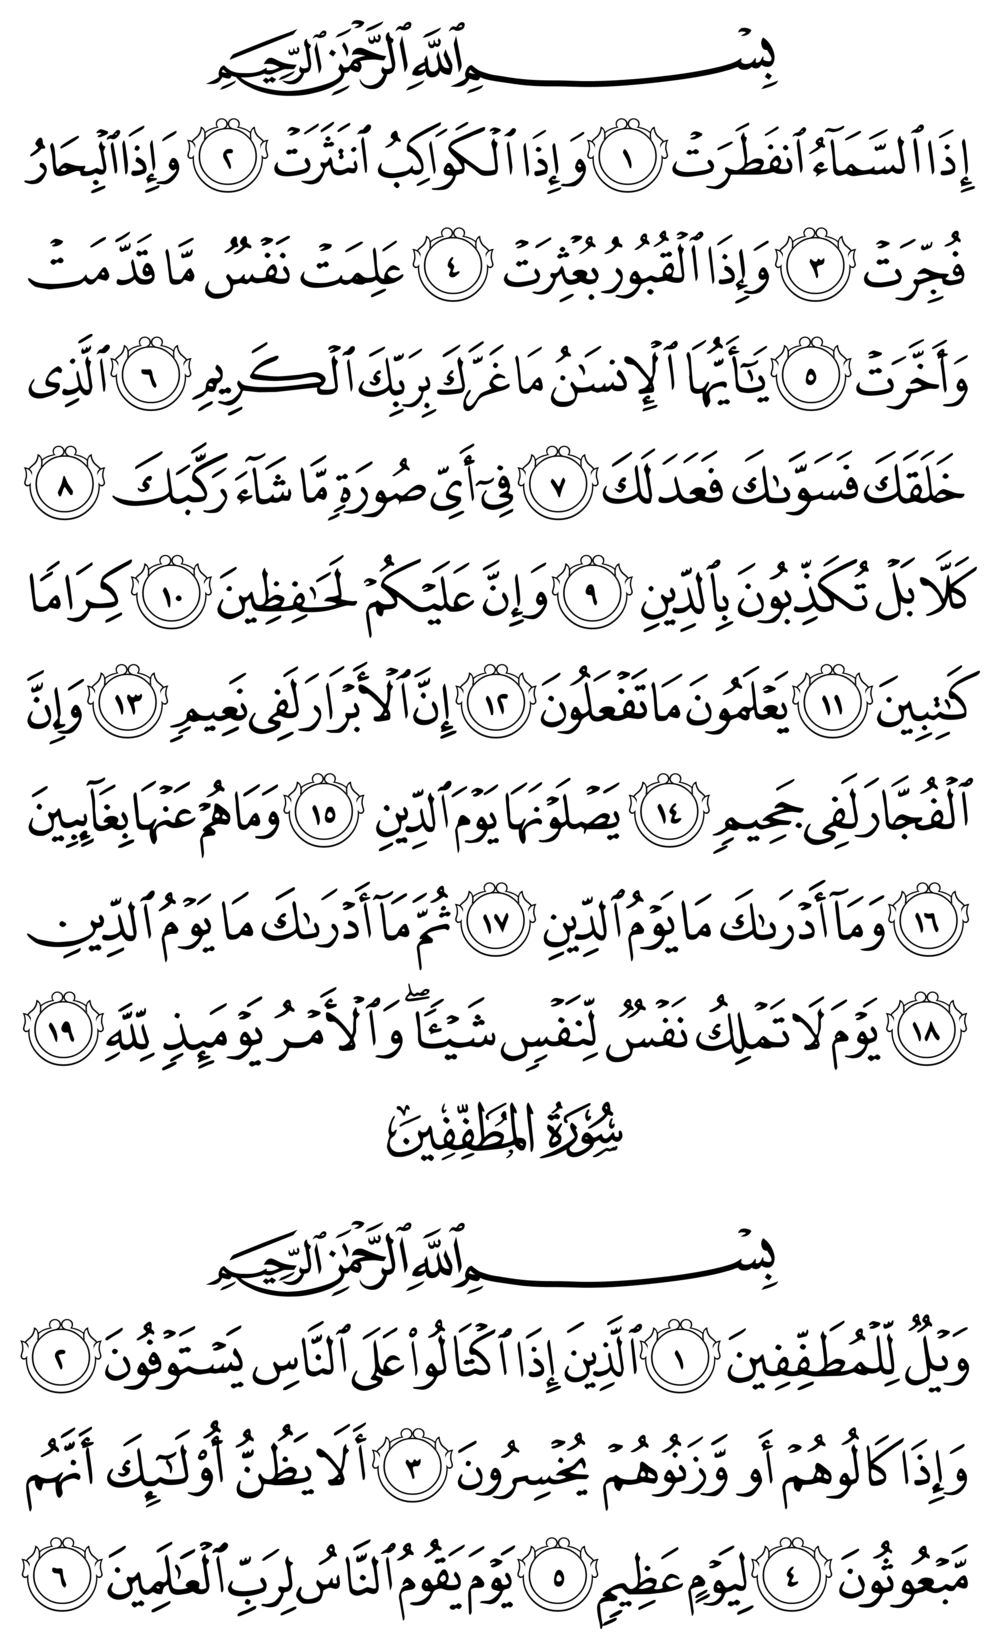 بِسْمِ ٱللَّهِ ٱلرَّحْمَٰنِ ٱلرَّحِيمِ
إِذَا ٱلسَّمَآءُ ٱنفَطَرَتْ ١ وَإِذَا ٱلْكَوَاكِبُ ٱنتَثَرَتْ ٢ وَإِذَا ٱلْبِحَارُ
فُجِّرَتْ ٣ وَإِذَا ٱلْقُبُورُ بُعْثِرَتْ ٤ عَلِمَتْ نَفْسٌ مَّا قَدَّمَتْ
وَأَخَّرَتْ ٥ يَٰٓأَيُّهَا ٱلْإِنسَٰنُ مَا غَرَّكَ بِرَبِّكَ ٱلْكَرِيمِ ٦ ٱلَّذِى
خَلَقَكَ فَسَوَّىٰكَ فَعَدَلَكَ ٧ فِىٓ أَىِّ صُورَةٍ مَّا شَآءَ رَكَّبَكَ ٨
كَلَّا بَلْ تُكَذِّبُونَ بِٱلدِّينِ ٩ وَإِنَّ عَلَيْكُمْ لَحَٰفِظِينَ ١٠ كِرَامًا
كَٰتِبِينَ ١١ يَعْلَمُونَ مَا تَفْعَلُونَ ١٢ إِنَّ ٱلْأَبْرَارَ لَفِى نَعِيمٍ ١٣ وَإِنَّ
ٱلْفُجَّارَ لَفِى جَحِيمٍ ١٤ يَصْلَوْنَهَا يَوْمَ ٱلدِّينِ ١٥ وَمَا هُمْ عَنْهَا بِغَآئِبِينَ
١٦ وَمَآ أَدْرَىٰكَ مَا يَوْمُ ٱلدِّينِ ١٧ ثُمَّ مَآ أَدْرَىٰكَ مَا يَوْمُ ٱلدِّينِ
١٨ يَوْمَ لَا تَمْلِكُ نَفْسٌ لِّنَفْسٍ شَيْـًٔا ۖ وَٱلْأَمْرُ يَوْمَئِذٍ لِّلَّهِ ١٩
سُورَةُ المُطَفِّفِينَ
بِسْمِ ٱللَّهِ ٱلرَّحْمَٰنِ ٱلرَّحِيمِ
وَيْلٌ لِّلْمُطَفِّفِينَ ١ ٱلَّذِينَ إِذَا ٱكْتَالُوا۟ عَلَى ٱلنَّاسِ يَسْتَوْفُونَ ٢
وَإِذَا كَالُوهُمْ أَو وَّزَنُوهُمْ يُخْسِرُونَ ٣ أَلَا يَظُنُّ أُو۟لَٰٓئِكَ أَنَّهُم
مَّبْعُوثُونَ ٤ لِيَوْمٍ عَظِيمٍ ٥ يَوْمَ يَقُومُ ٱلنَّاسُ لِرَبِّ ٱلْعَٰلَمِينَ ٦